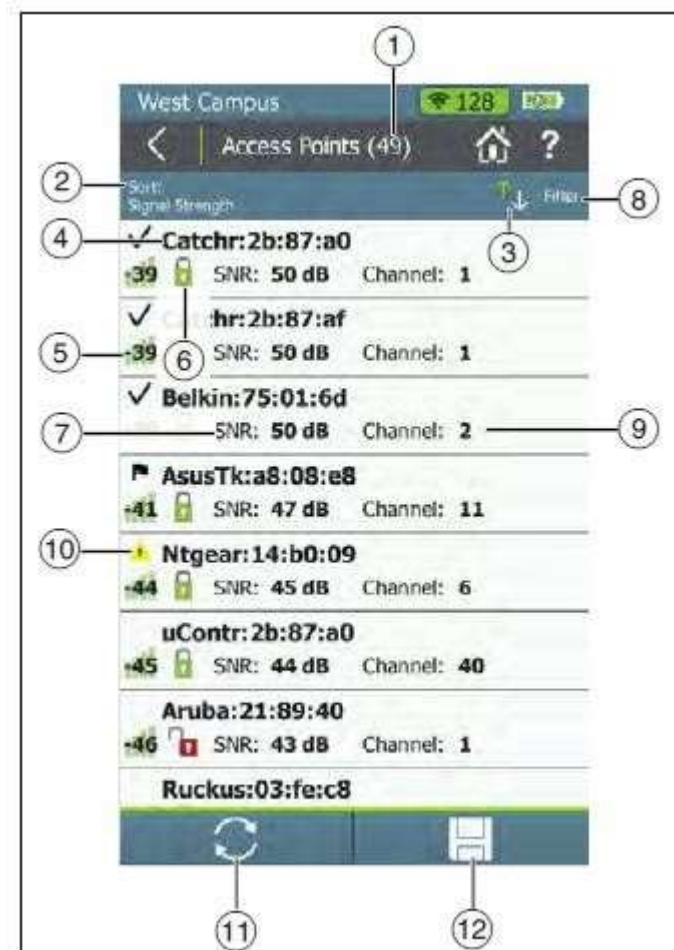 1
West Campus 128
Access Points (49) ?
2 Sort: Filter 8
Signal Strength
3
4 Catchr:2b:87:a0
-39 SNR: 50 dB Channel: 1
6
Catchr:2b:87:af
5 -39 SNR: 50 dB Channel: 1
Belkin:75:01:6d
7 SNR: 50 dB Channel: 2 9
AsusTk:a8:08:e8
-41 SNR: 47 dB Channel: 11
10 Ntgear:14:b0:09
-44 SNR: 45 dB Channel: 6
uContr:2b:87:a0
-45 SNR: 44 dB Channel: 40
Aruba:21:89:40
-46 SNR: 43 dB Channel: 1
Ruckus:03:fe:c8
11 12